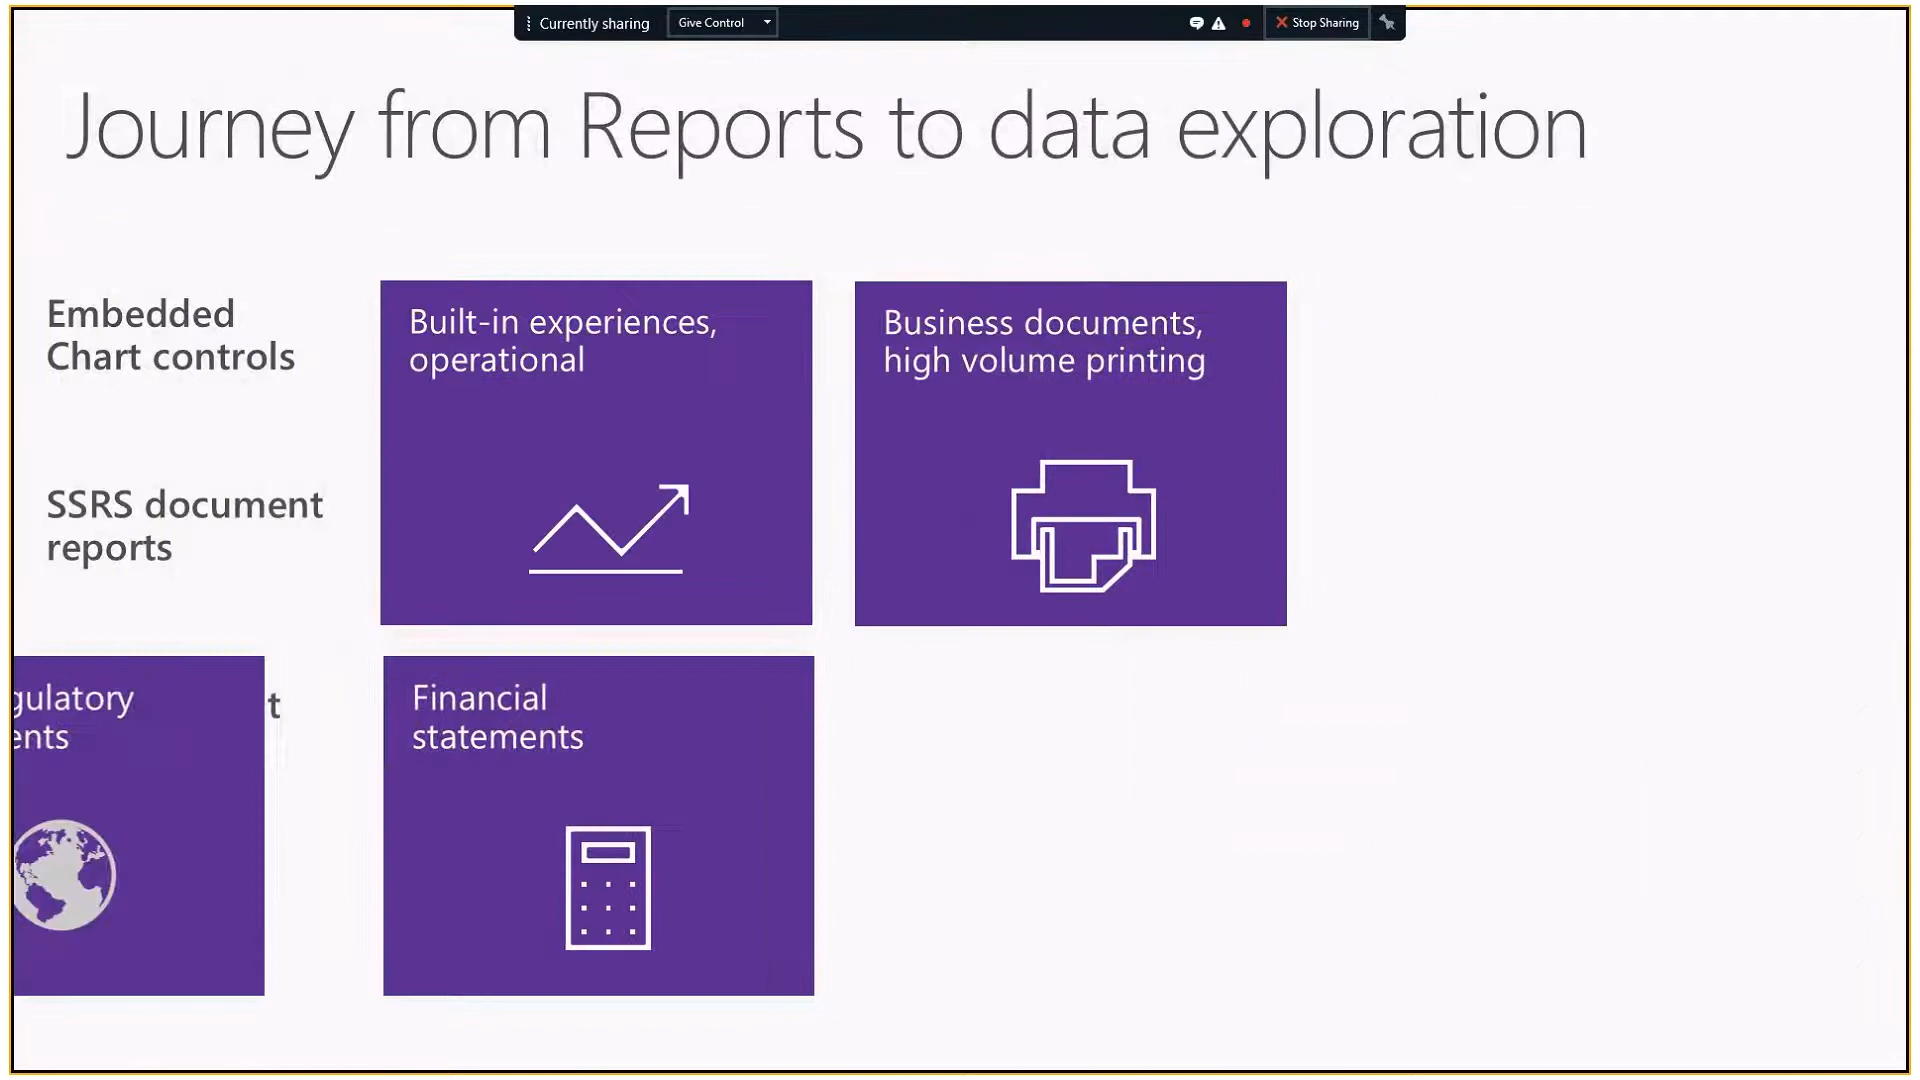 Currently sharing
Give Control
Stop Sharing
Journey from Reports to data exploration
Embedded
Chart controls
SSRS document
reports
Built-in experiences,
operational
Business documents,
high volume printing
gulatory
ents
t
Financial
statements